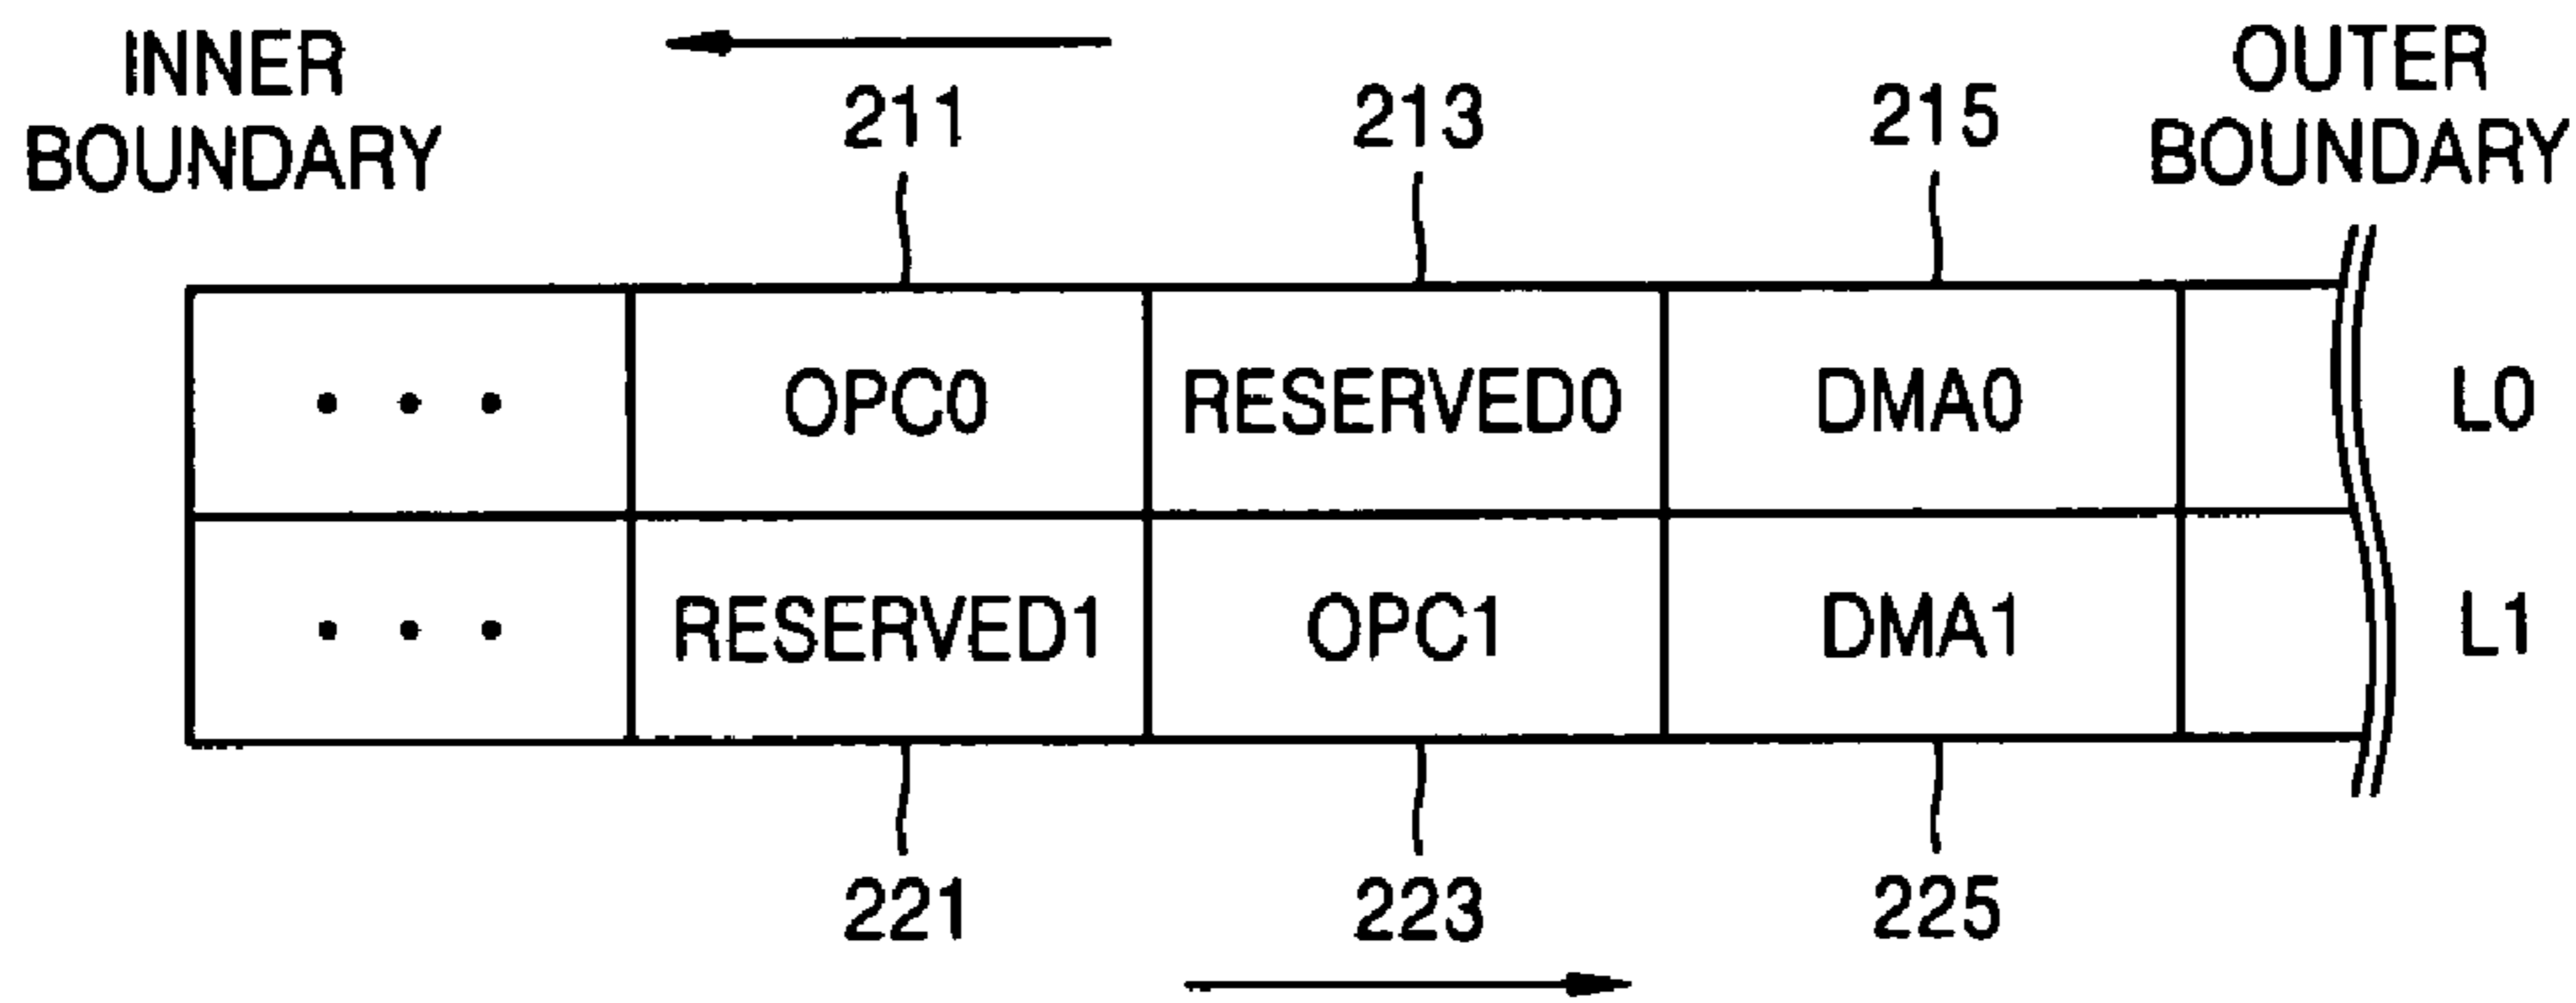 INNER
BOUNDARY
211
213
215
OUTER
BOUNDARY
• • •
OPC0
RESERVED0
DMA0
L0
• • •
RESERVED1
OPC1
DMA1
L1
221
223
225